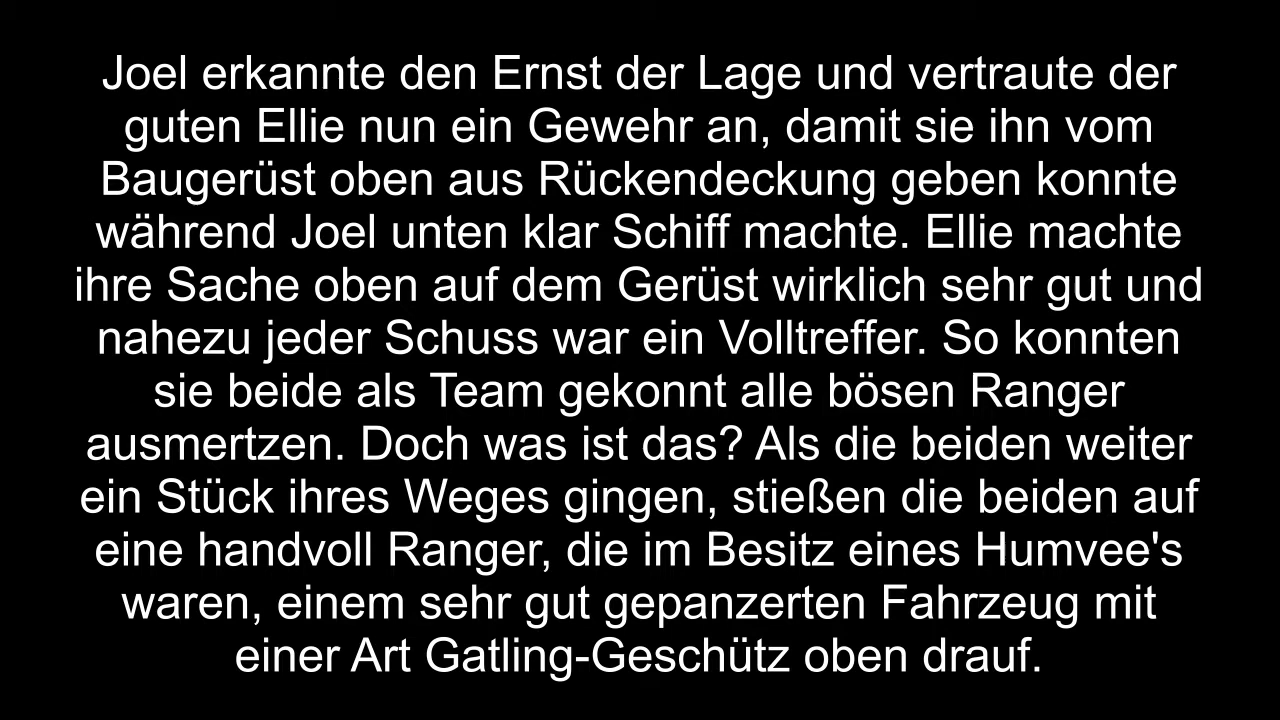 Joel erkannte den Ernst der Lage und vertraute der
guten Ellie nun ein Gewehr an, damit sie ihn vom
Baugerüst oben aus Rückendeckung geben konnte
während Joel unten klar Schiff machte. Ellie machte
ihre Sache oben auf dem Gerüst wirklich sehr gut und
nahezu jeder Schuss war ein Volltreffer. So konnten
sie beide als Team gekonnt alle bösen Ranger
ausmertzen. Doch was ist das? Als die beiden weiter
ein Stück ihres Weges gingen, stießen die beiden auf
eine handvoll Ranger, die im Besitz eines Humvee's
waren, einem sehr gut gepanzerten Fahrzeug mit
einer Art Gatling-Geschütz oben drauf.